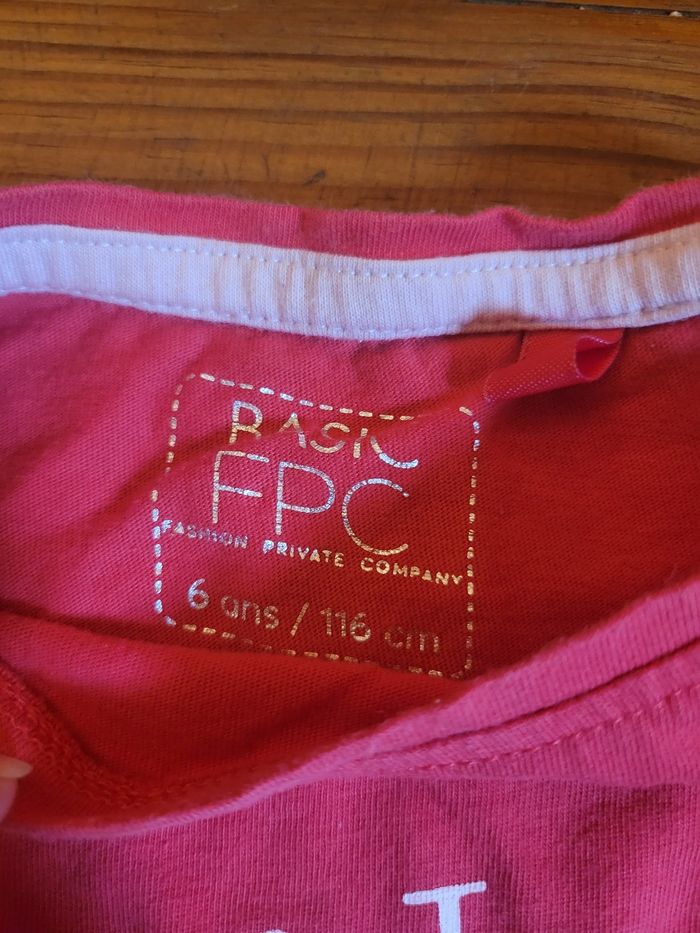 BASIC
FPC
FASHION PRIVATE COMPANY
6 ans / 116 cm
T